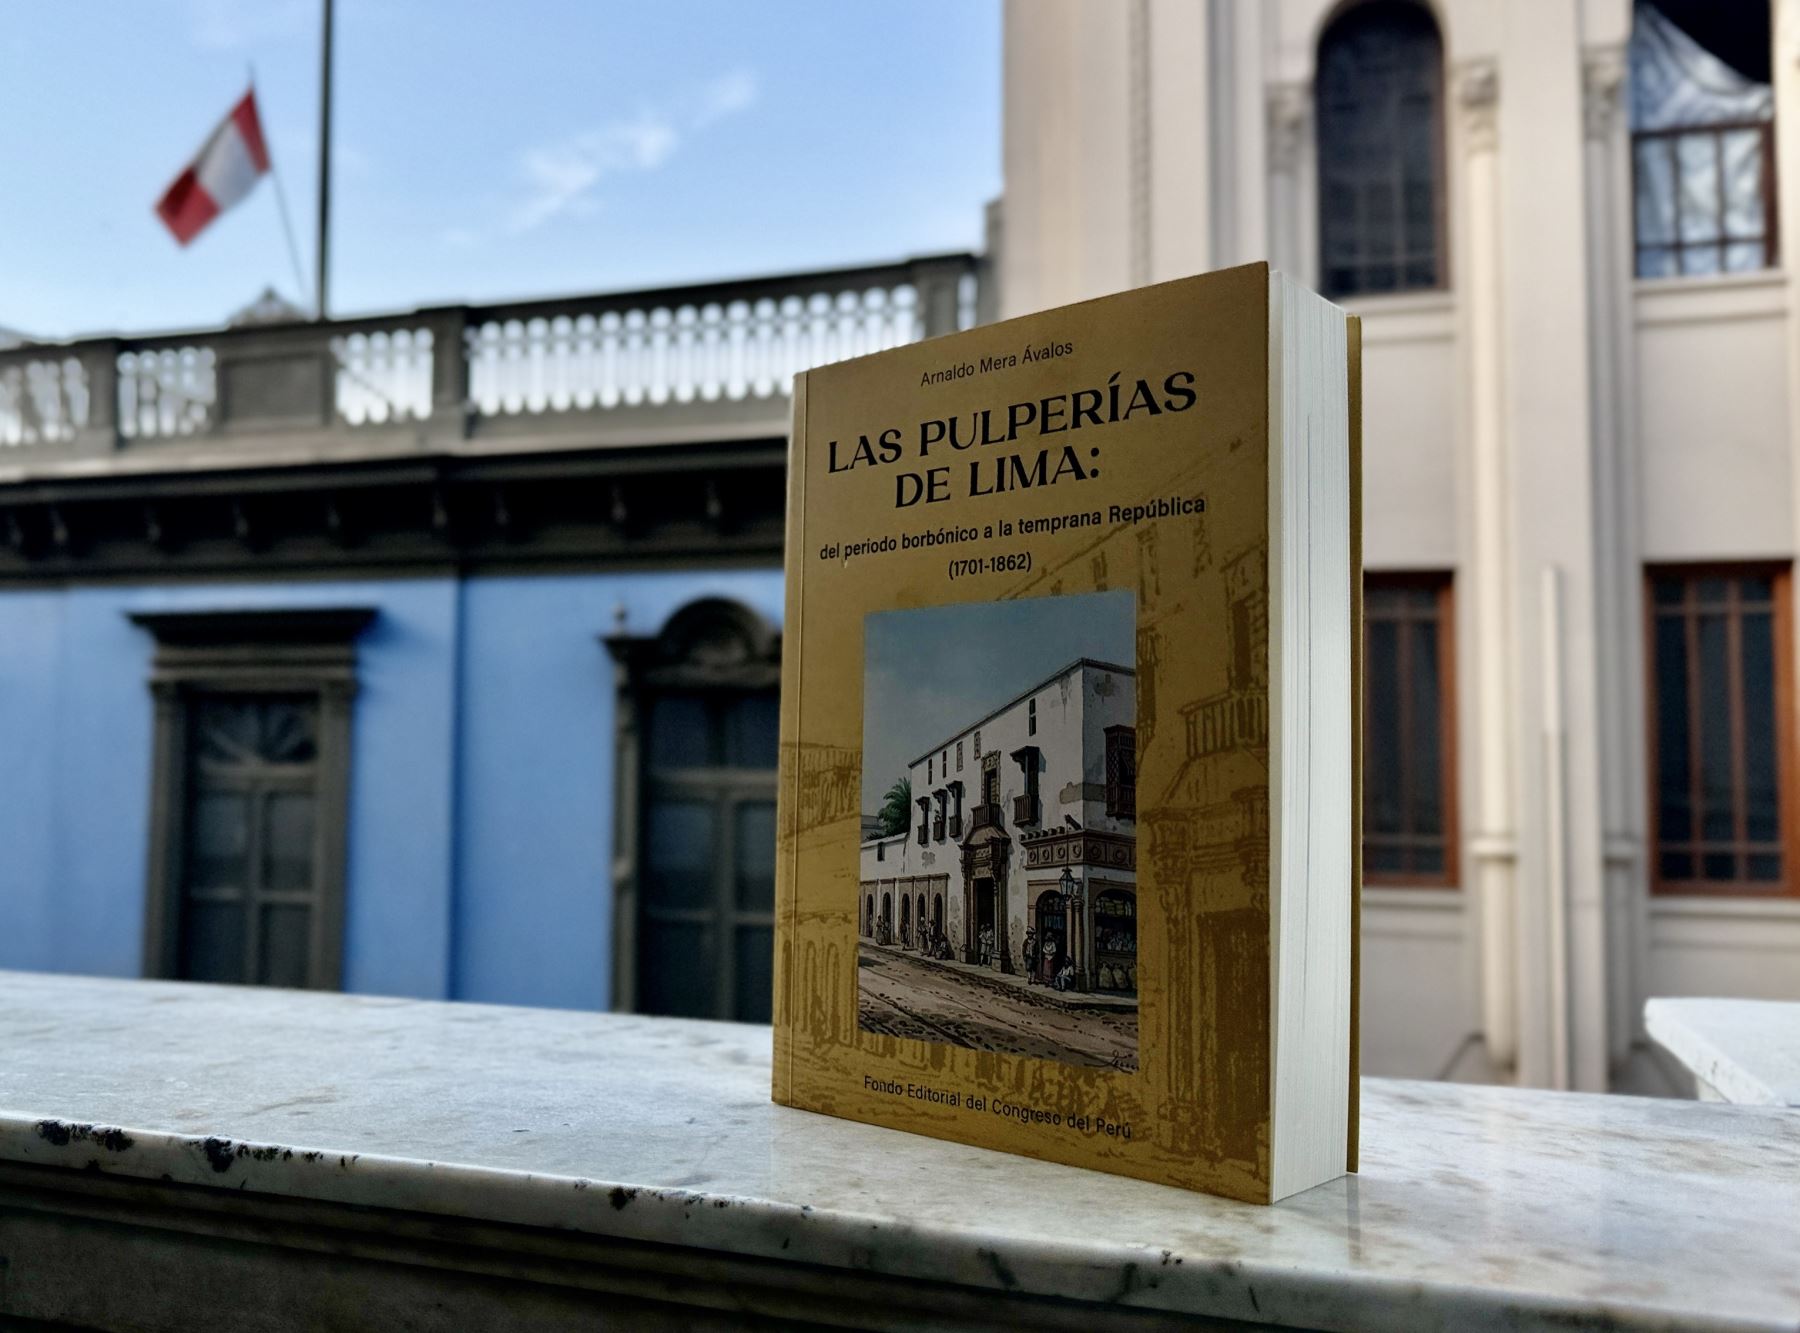 Arnaldo Mera Ávalos
LAS PULPERÍAS
DE LIMA:
del periodo borbónico a la temprana República
(1701-1862)
Fondo Editorial del Congreso del Perú